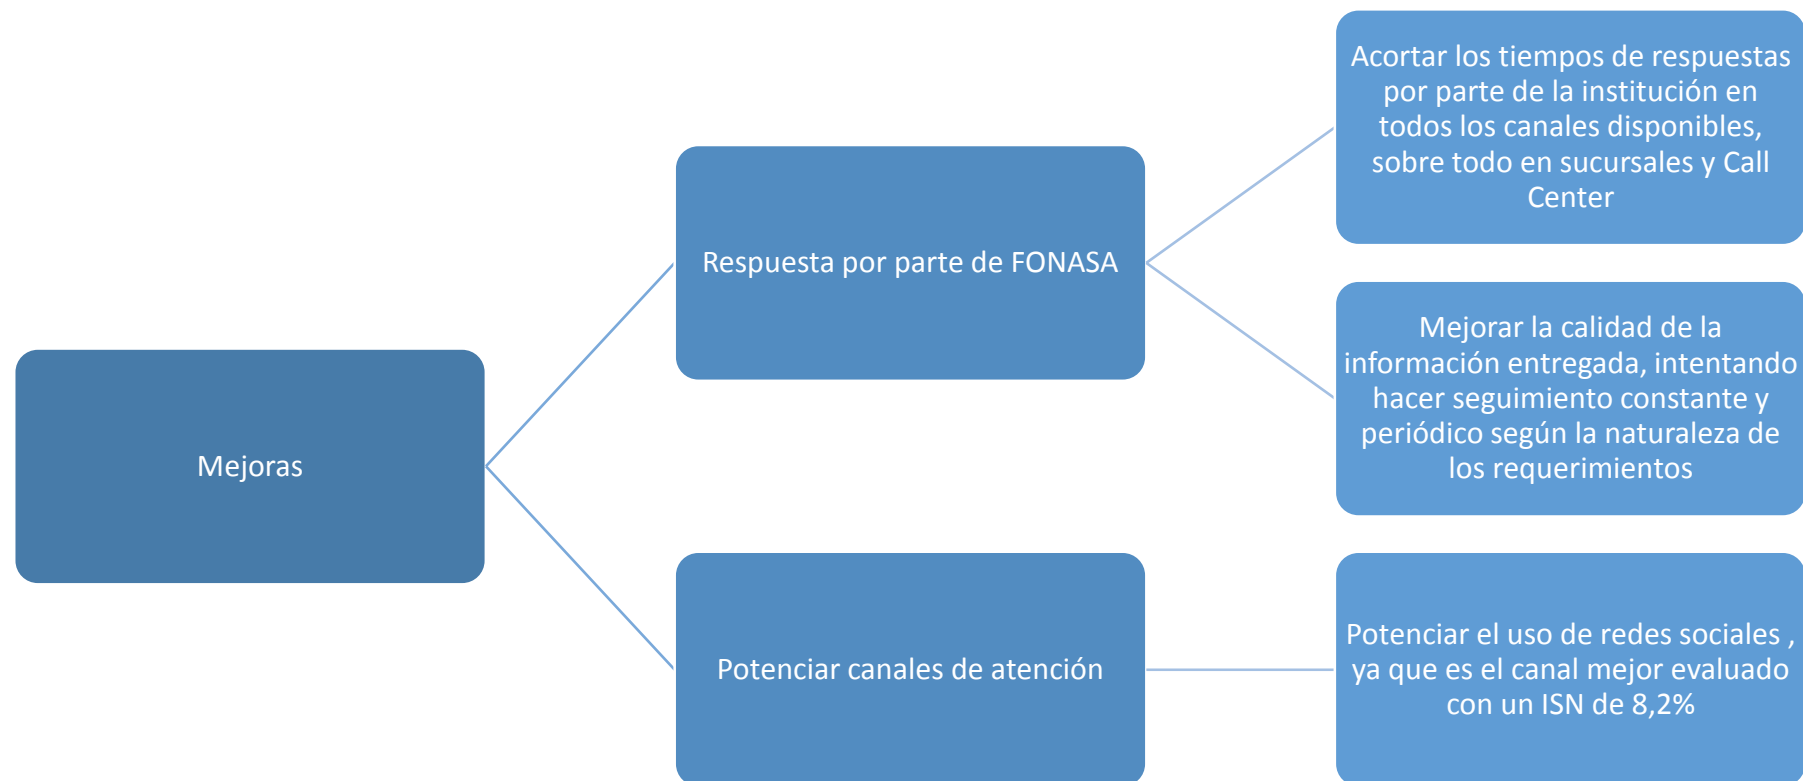 Mejoras
Respuesta por parte de FONASA
Acortar los tiempos de respuestas
por parte de la institución en
todos los canales disponibles,
sobre todo en sucursales y Call
Center
Mejorar la calidad de la
información entregada, intentando
hacer seguimiento constante y
periódico según la naturaleza de
los requerimientos
Potenciar canales de atención
Potenciar el uso de redes sociales ,
ya que es el canal mejor evaluado
con un ISN de 8,2%